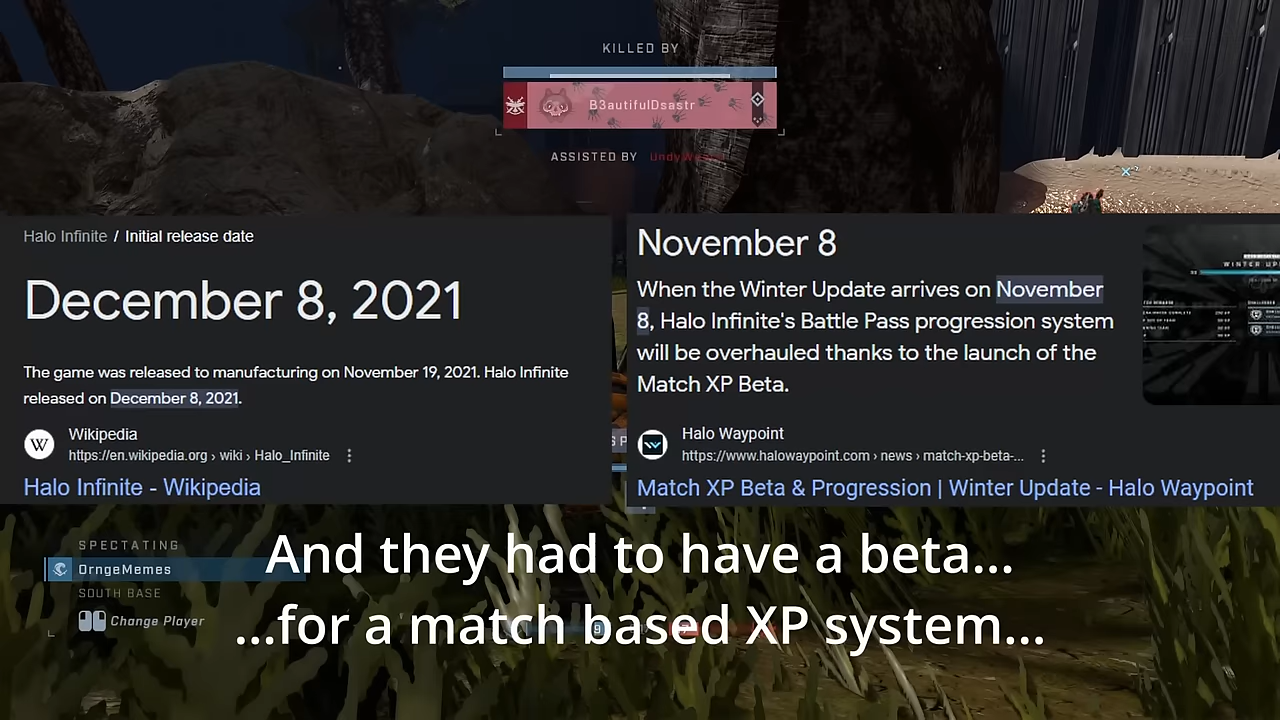 KILLED BY
B3autifulDsastr
ASSISTED BY
Halo Infinite / Initial release date
December 8, 2021
The game was released to manufacturing on November 19, 2021. Halo Infinite
released on December 8, 2021.
W
Wikipedia
https://en.wikipedia.org › wiki › Halo_Infinite
Halo Infinite - Wikipedia
November 8
When the Winter Update arrives on November
8, Halo Infinite's Battle Pass progression system
will be overhauled thanks to the launch of the
Match XP Beta.
Halo Waypoint
https://www.halowaypoint.com › news › match-xp-beta-...
Match XP Beta & Progression | Winter Update - Halo Waypoint
SPECTATING
OrngeMemes
SOUTH BASE
Change Player
And they had to have a beta...
...for a match based XP system...